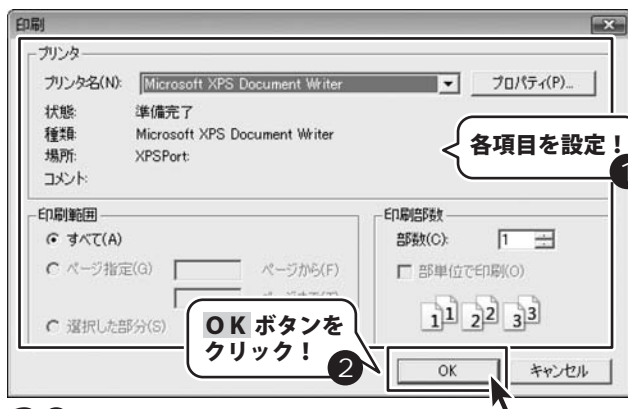 印刷
プリンタ
プリンタ名(N): Microsoft XPS Document Writer プロパティ(P)...
状態: 準備完了
種類: Microsoft XPS Document Writer
場所: XPSPort:
コメント:
各項目を設定!
1
印刷範囲
すべて(A)
ページ指定(G) ページから(F)
選択した部分(S)
印刷部数
部数(C): 1
部単位で印刷(O)
11 22 33
OK ボタンを
クリック!
2
OK キャンセル